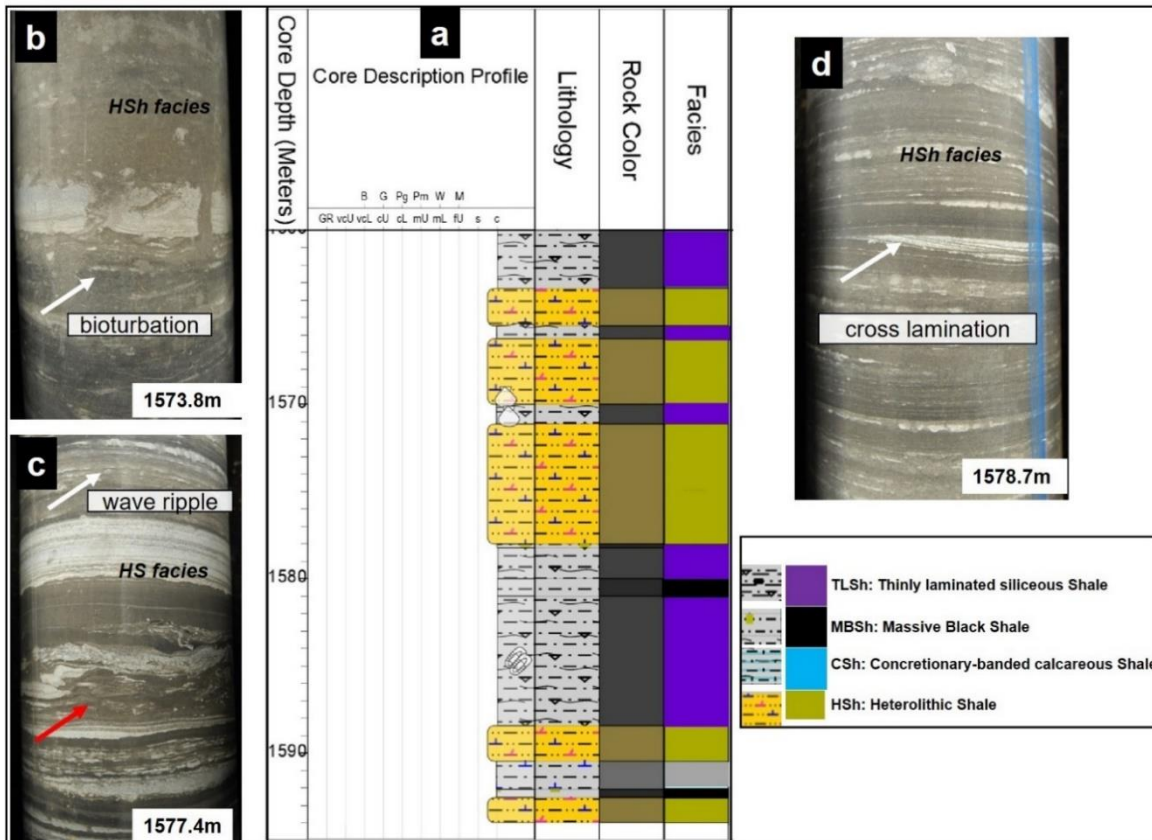 b
HSh facies
bioturbation
1573.8m
c
wave ripple
HS facies
1577.4m
a
Core Depth (Meters)
Core Description Profile
Lithology
Rock Color
Facies
B G Pg Pm W M
GR vcU vcL cU cL mU mL fU s c
1570
1580
1590
d
HSh facies
cross lamination
1578.7m
TLSh: Thinly laminated siliceous Shale
MBSh: Massive Black Shale
CSh: Concretionary-banded calcareous Shale
HSh: Heterolithic Shale